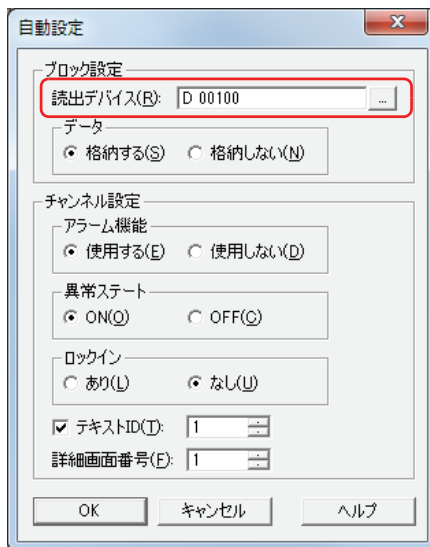 自動設定
ブロック設定
読出デバイス(R): D 00100 ...
データ
格納する(S) 格納しない(N)
チャンネル設定
アラーム機能
使用する(E) 使用しない(D)
異常ステート
ON(O) OFF(C)
ロックイン
あり(L) なし(U)
テキストID(T): 1
詳細画面番号(F): 1
OK キャンセル ヘルプ